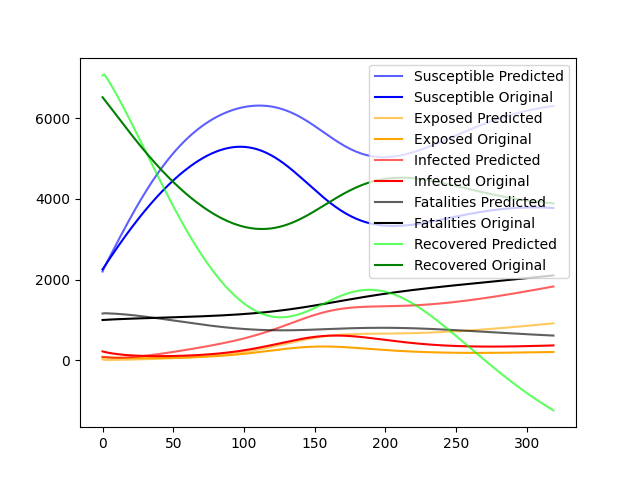 Susceptible Predicted
Susceptible Original
Exposed Predicted
Exposed Original
Infected Predicted
Infected Original
Fatalities Predicted
Fatalities Original
Recovered Predicted
Recovered Original
6000
4000
2000
0
0 50 100 150 200 250 300